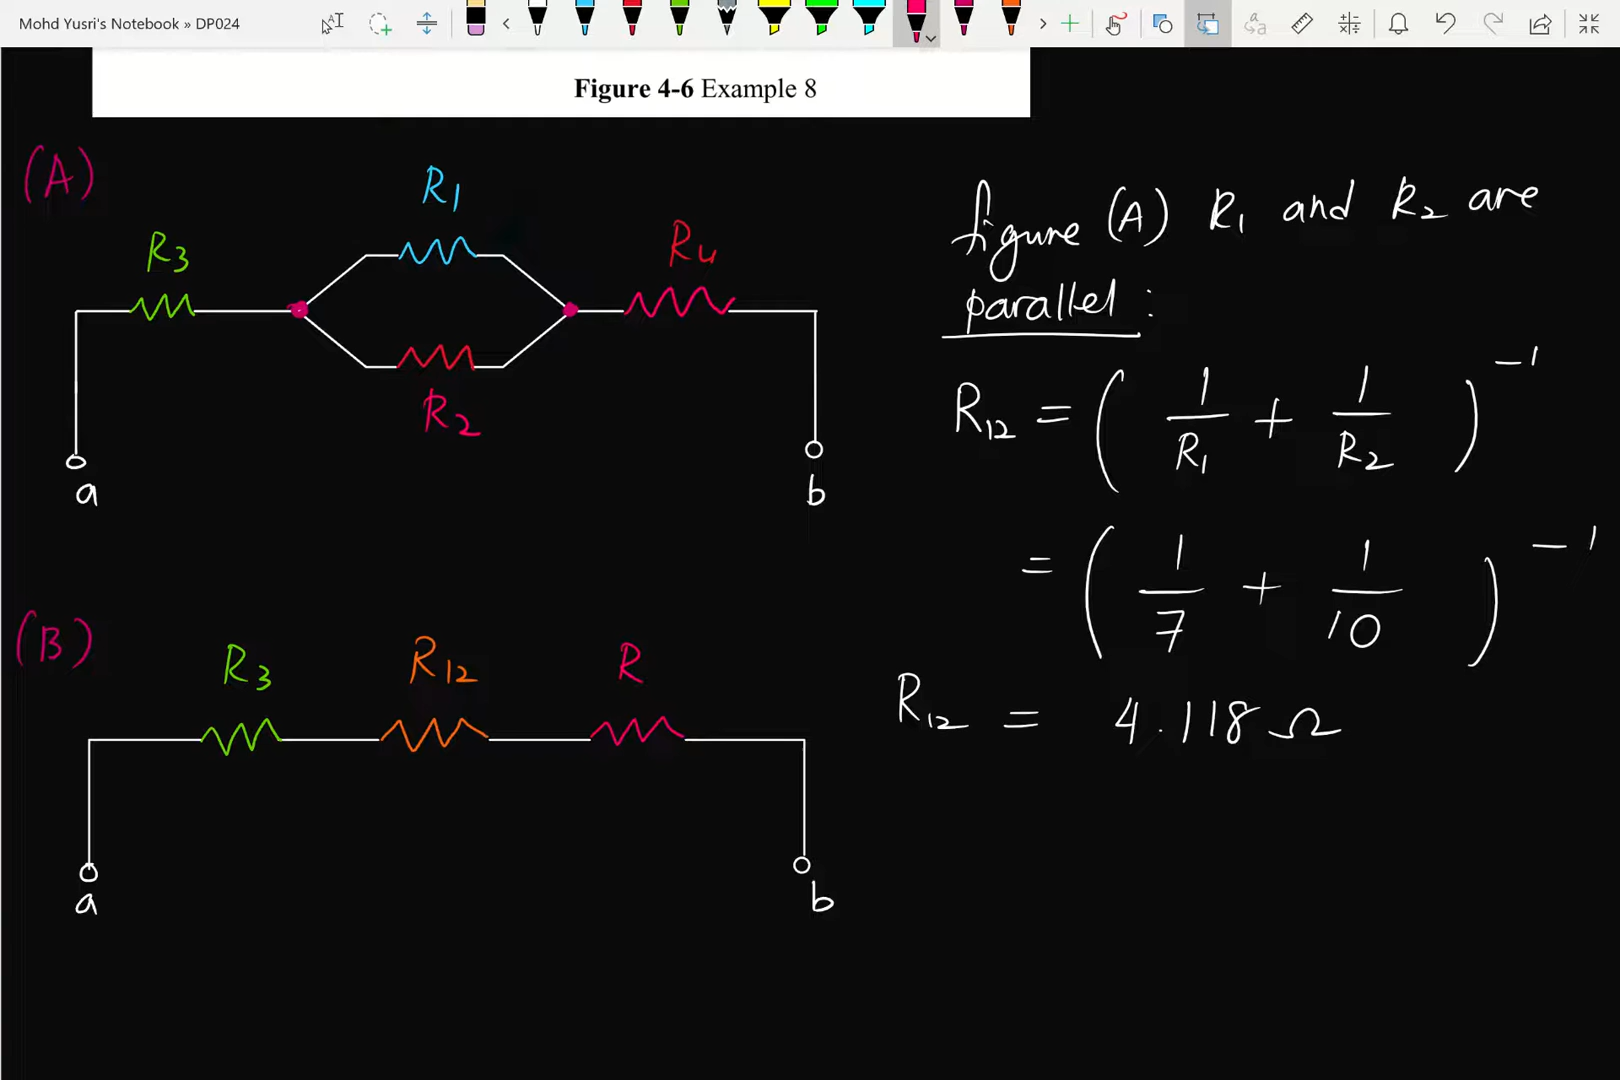 Mohd Yusri's Notebook » DP024
Figure 4-6 Example 8
(A)
R1
R3
R4
R2
a
b
figure (A) R1 and R2 are
parallel :
R12 = ( 1/R1 + 1/R2 )^-1
= ( 1/7 + 1/10 )^-1
R12 = 4.118 Ω
(B)
R3
R12
R
a
b